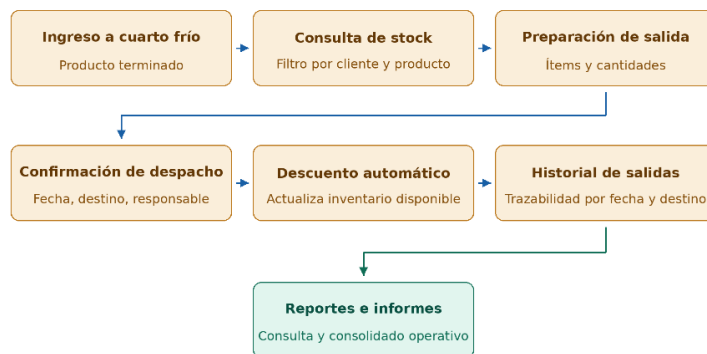 Ingreso a cuarto frío
Producto terminado
Consulta de stock
Filtro por cliente y producto
Preparación de salida
Ítems y cantidades
Confirmación de despacho
Fecha, destino, responsable
Descuento automático
Actualiza inventario disponible
Historial de salidas
Trazabilidad por fecha y destino
Reportes e informes
Consulta y consolidado operativo